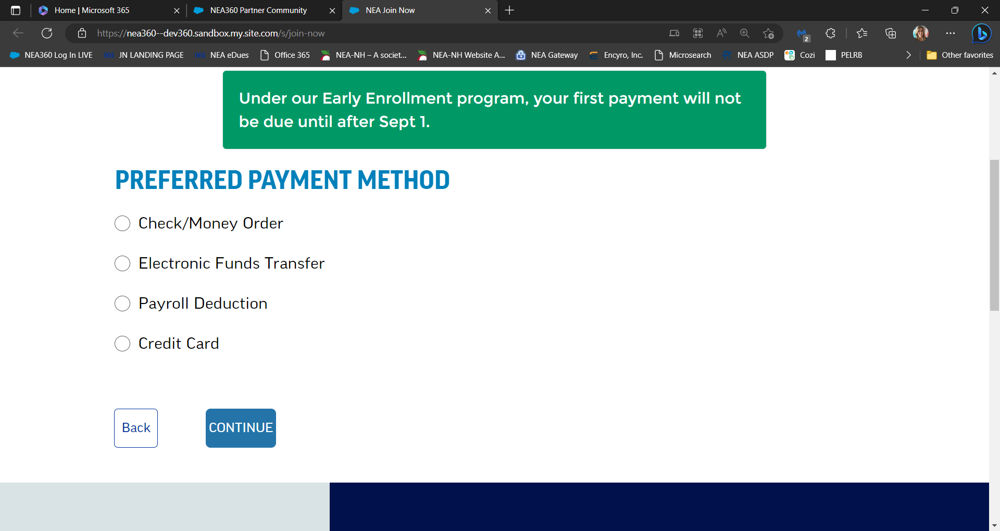 Home | Microsoft 365
NEA360 Partner Community
NEA Join Now
https://nea360--dev360.sandbox.my.site.com/s/join-now
2
NEA360 Log In LIVE
nea
JN LANDING PAGE
nea
NEA eDues
Office 365
NEA-NH – A societ...
NEA-NH Website A...
NEA Gateway
Encyro, Inc.
Microsearch
NEA ASDP
Cozi
PELRB
Other favorites
Under our Early Enrollment program, your first payment will not
be due until after Sept 1.
PREFERRED PAYMENT METHOD
Check/Money Order
Electronic Funds Transfer
Payroll Deduction
Credit Card
Back
CONTINUE